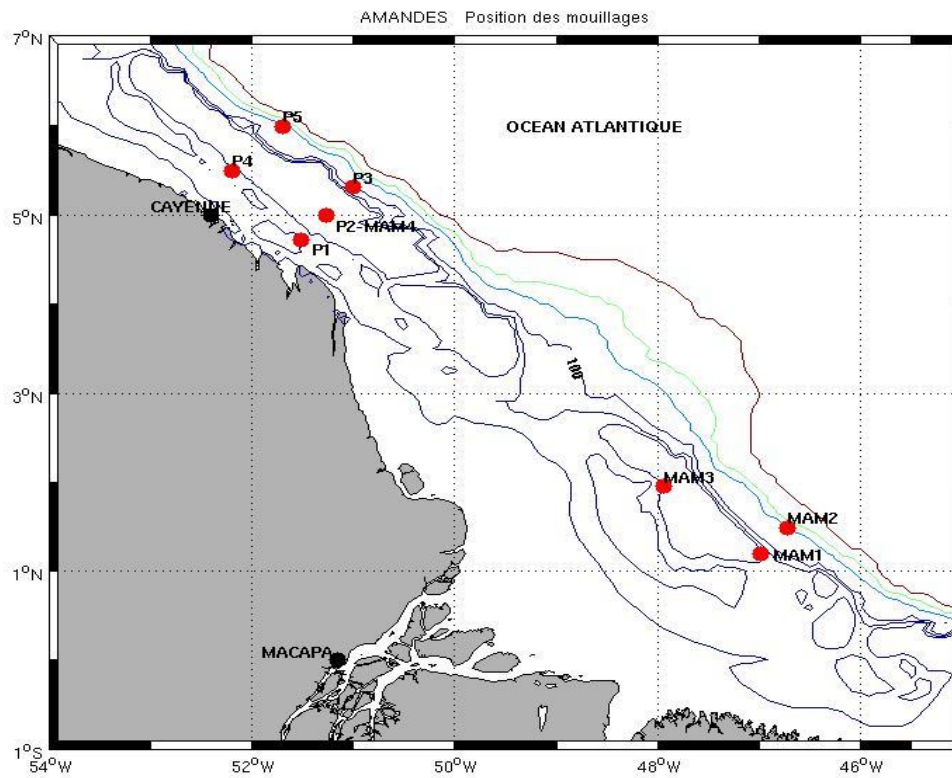 AMANDES Position des mouillages
7°N
P5
OCEAN ATLANTIQUE
P4
P3
CAYENNE
5°N
P2-MAM4
P1
100
3°N
MAM3
MAM2
MAM1
1°N
MACAPA
1°S
54°W 52°W 50°W 48°W 46°W